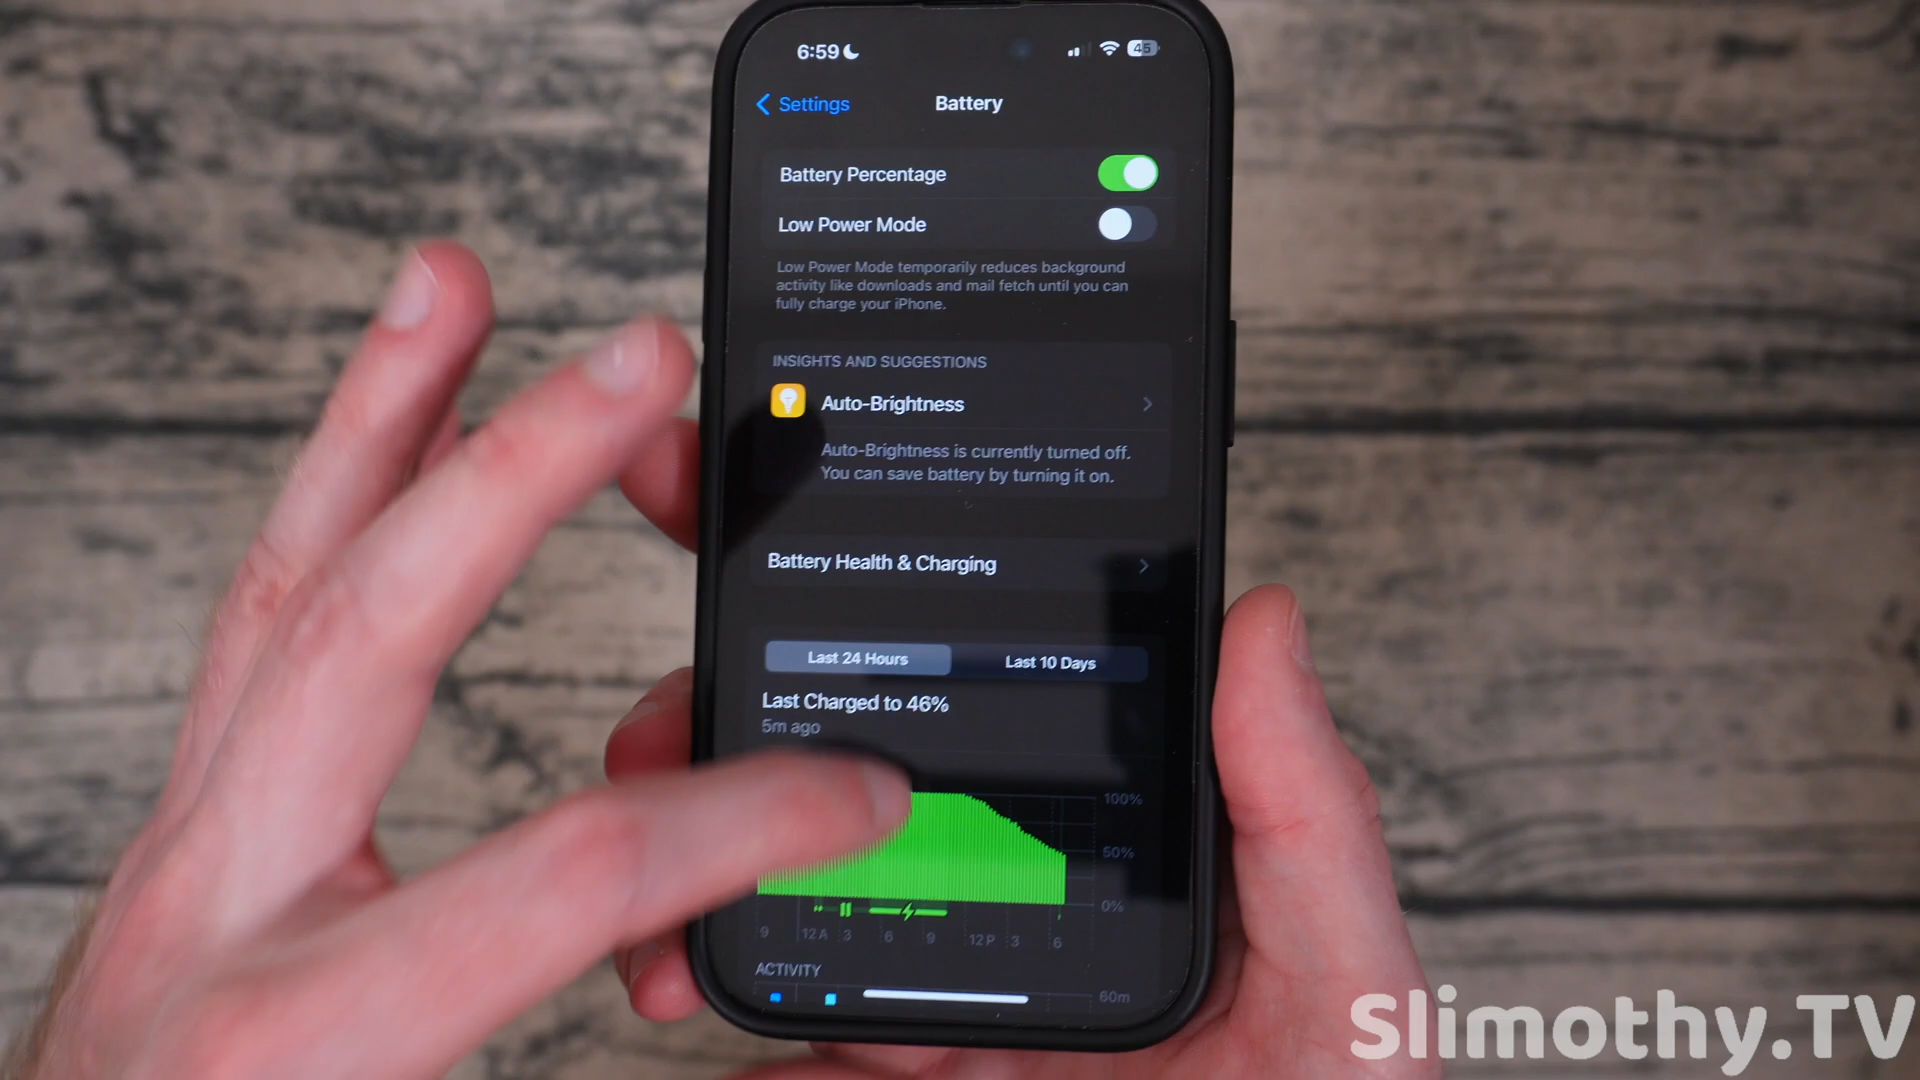 6:59
45
Settings
Battery
Battery Percentage
Low Power Mode
Low Power Mode temporarily reduces background
activity like downloads and mail fetch until you can
fully charge your iPhone.
INSIGHTS AND SUGGESTIONS
Auto-Brightness
Auto-Brightness is currently turned off.
You can save battery by turning it on.
Battery Health & Charging
Last 24 Hours
Last 10 Days
Last Charged to 46%
5m ago
100%
50%
0%
9 12 A 3 6 9 12 P 3 6
ACTIVITY
60m
Slimothy.TV